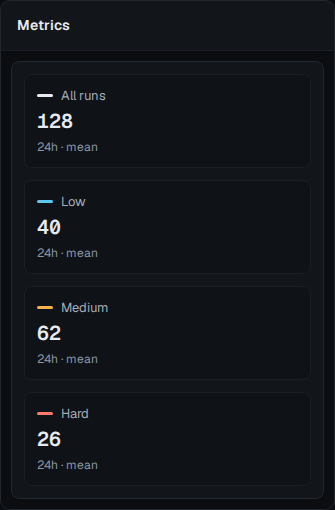 Metrics
All runs
128
24h · mean
Low
40
24h · mean
Medium
62
24h · mean
Hard
26
24h · mean